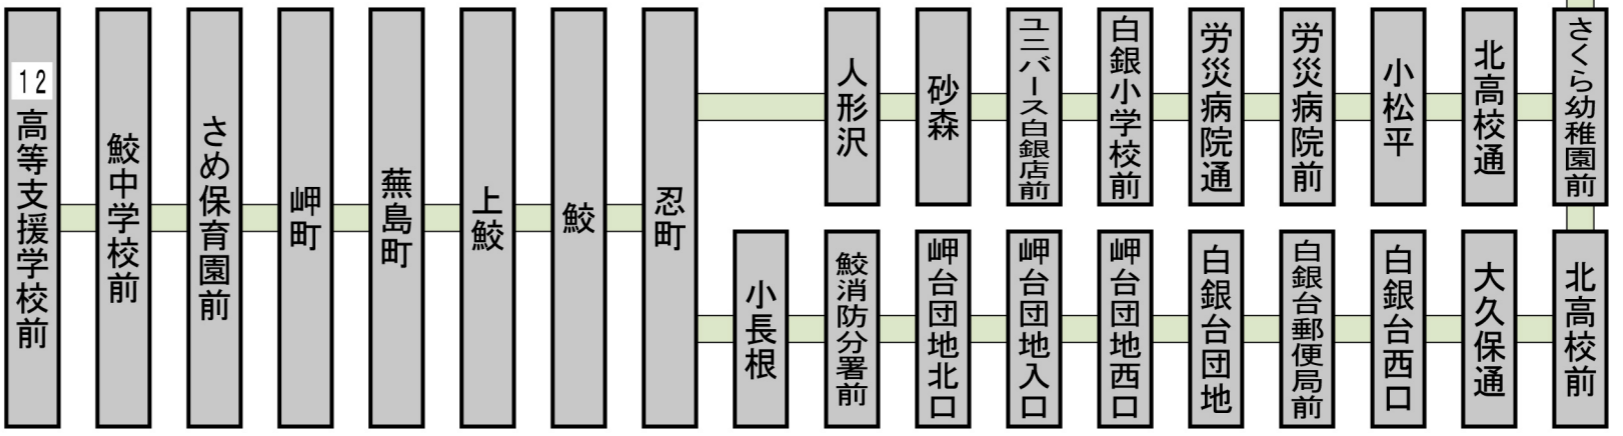 12
高等支援学校前
鮫中学校前
さめ保育園前
岬町
蕪島町
上鮫
鮫
忍町
人形沢
砂森
ユニバース白銀店前
白銀小学校前
労災病院通
労災病院前
小松平
北高校通
さくら幼稚園前
小長根
鮫消防分署前
岬台団地北口
岬台団地入口
岬台団地西口
白銀台団地
白銀台郵便局前
白銀台西口
大久保通
北高校前